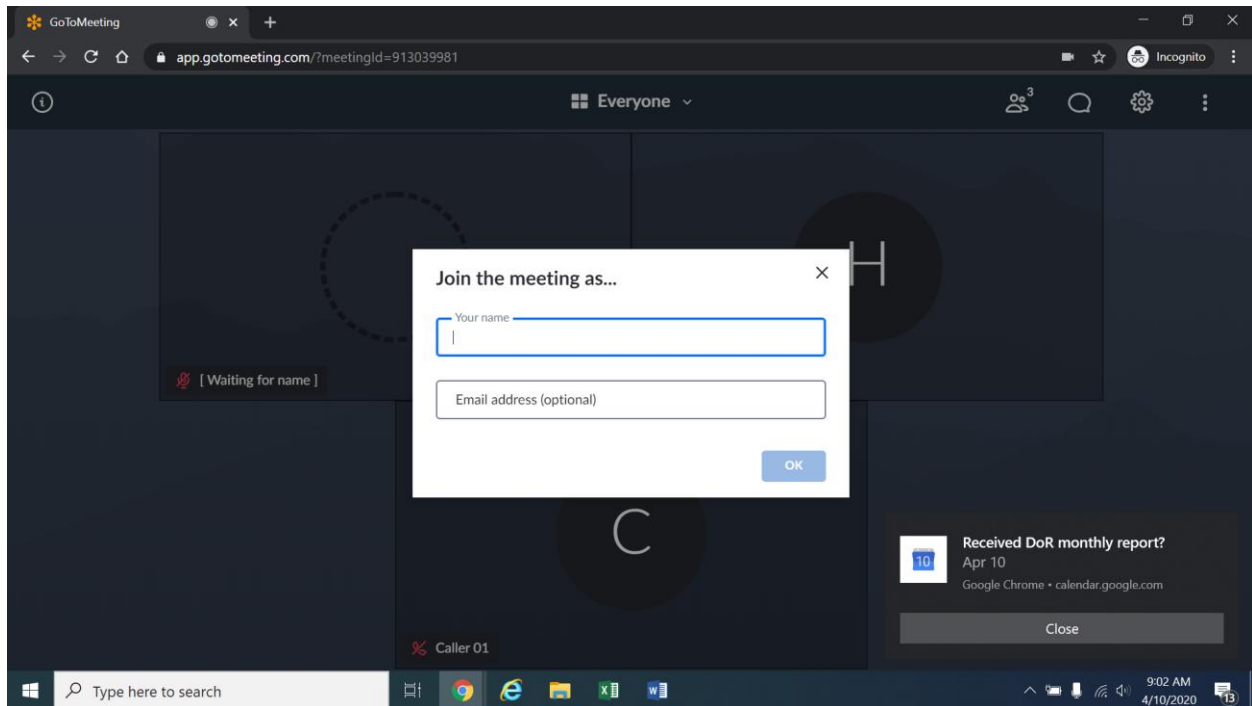 GoToMeeting
app.gotomeeting.com/?meetingId=913039981
Incognito
Everyone
3
H
Join the meeting as...
Your name
[ Waiting for name ]
Email address (optional)
OK
C
Received DoR monthly report?
10
Apr 10
Google Chrome • calendar.google.com
Close
Caller 01
Type here to search
9:02 AM
4/10/2020
13